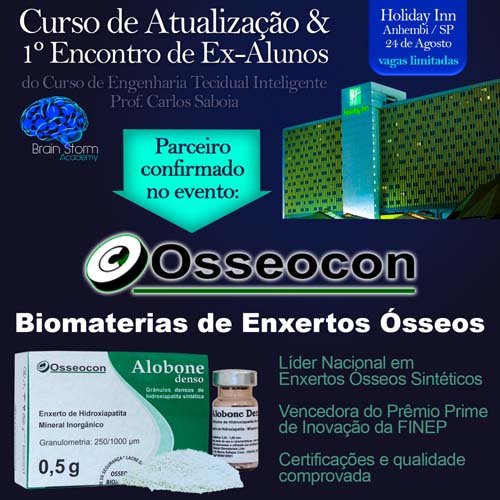 Curso de Atualização &
1º Encontro de Ex-Alunos
do Curso de Engenharia Tecidual Inteligente
Prof. Carlos Saboia
Holiday Inn
Anhembi / SP
24 de Agosto
vagas limitadas
Brain Storm
Academy
Holiday Inn
Parceiro
confirmado
no evento:
Osseocon
Biomaterias de Enxertos Ósseos
Osseocon
Alobone
denso
Grânulos densos de
hidroxiapatita sintética
Enxerto de Hidroxiapatita
Mineral Inorgânico
Granulometria: 250/1000 µm
0,5 g
Alobone Den
Líder Nacional em
Enxertos Ósseos Sintéticos
Vencedora do Prêmio Prime
de Inovação da FINEP
Certificações e qualidade
comprovada